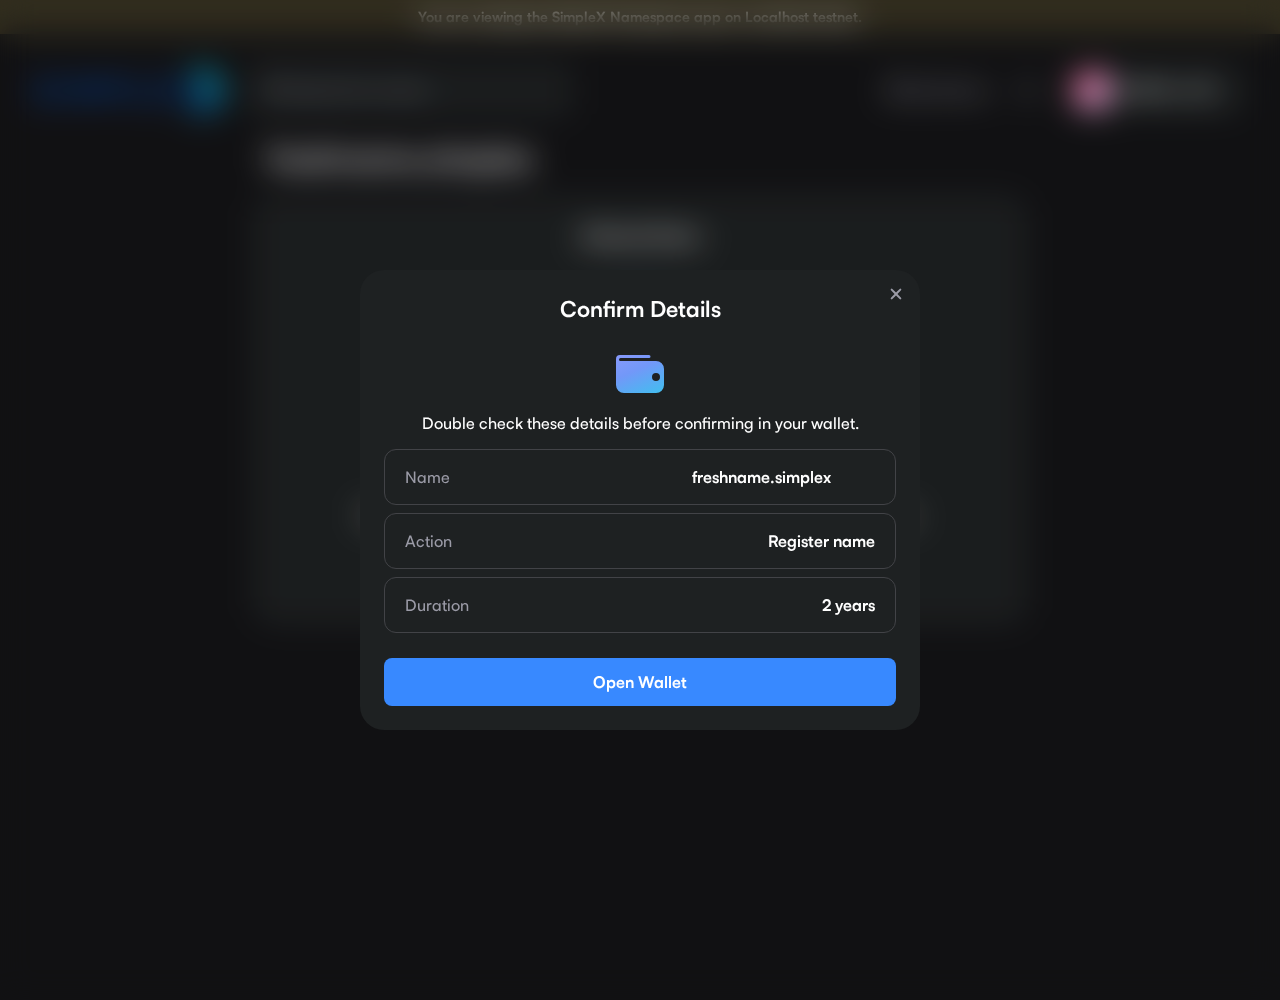 You are viewing the SimpleX Namespace app on Localhost testnet.
Confirm Details
Double check these details before confirming in your wallet.
Name freshname.simplex
Action Register name
Duration 2 years
Open Wallet